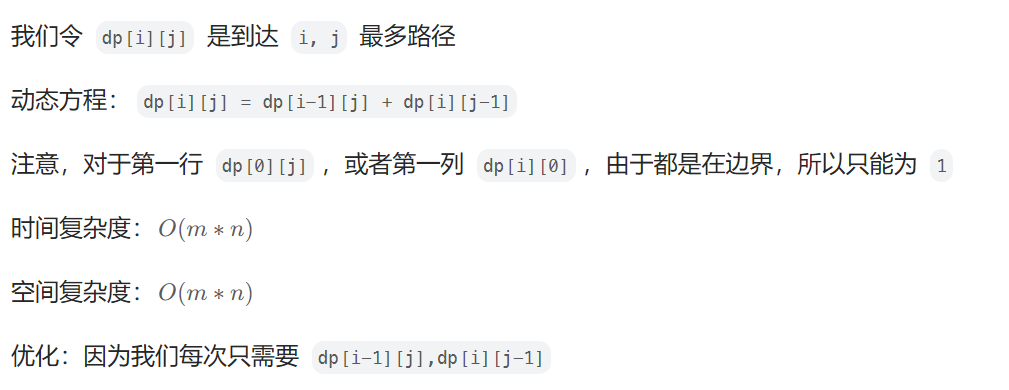 我们令 dp[i][j] 是到达 i, j 最多路径
动态方程：dp[i][j] = dp[i-1][j] + dp[i][j-1]
注意，对于第一行 dp[0][j]，或者第一列 dp[i][0]，由于都是在边界，所以只能为 1
时间复杂度：O(m * n)
空间复杂度：O(m * n)
优化：因为我们每次只需要 dp[i-1][j],dp[i][j-1]